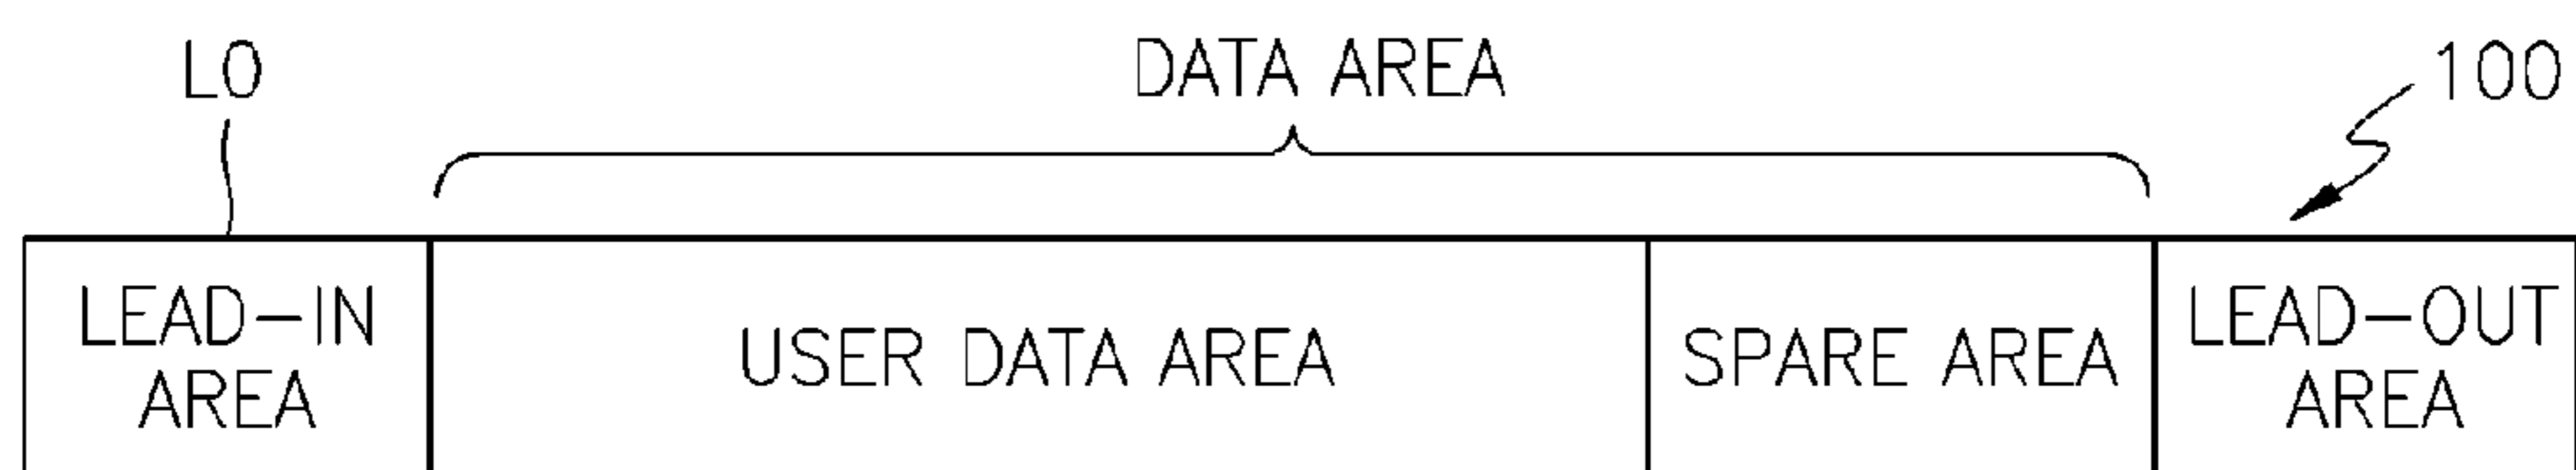 L0
DATA AREA
100
LEAD-IN
AREA
USER DATA AREA
SPARE AREA
LEAD-OUT
AREA